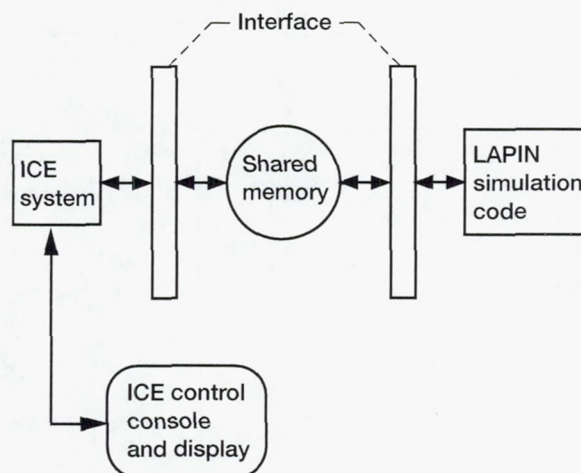 Interface
ICE
system
Shared
memory
LAPIN
simulation
code
ICE control
console
and display